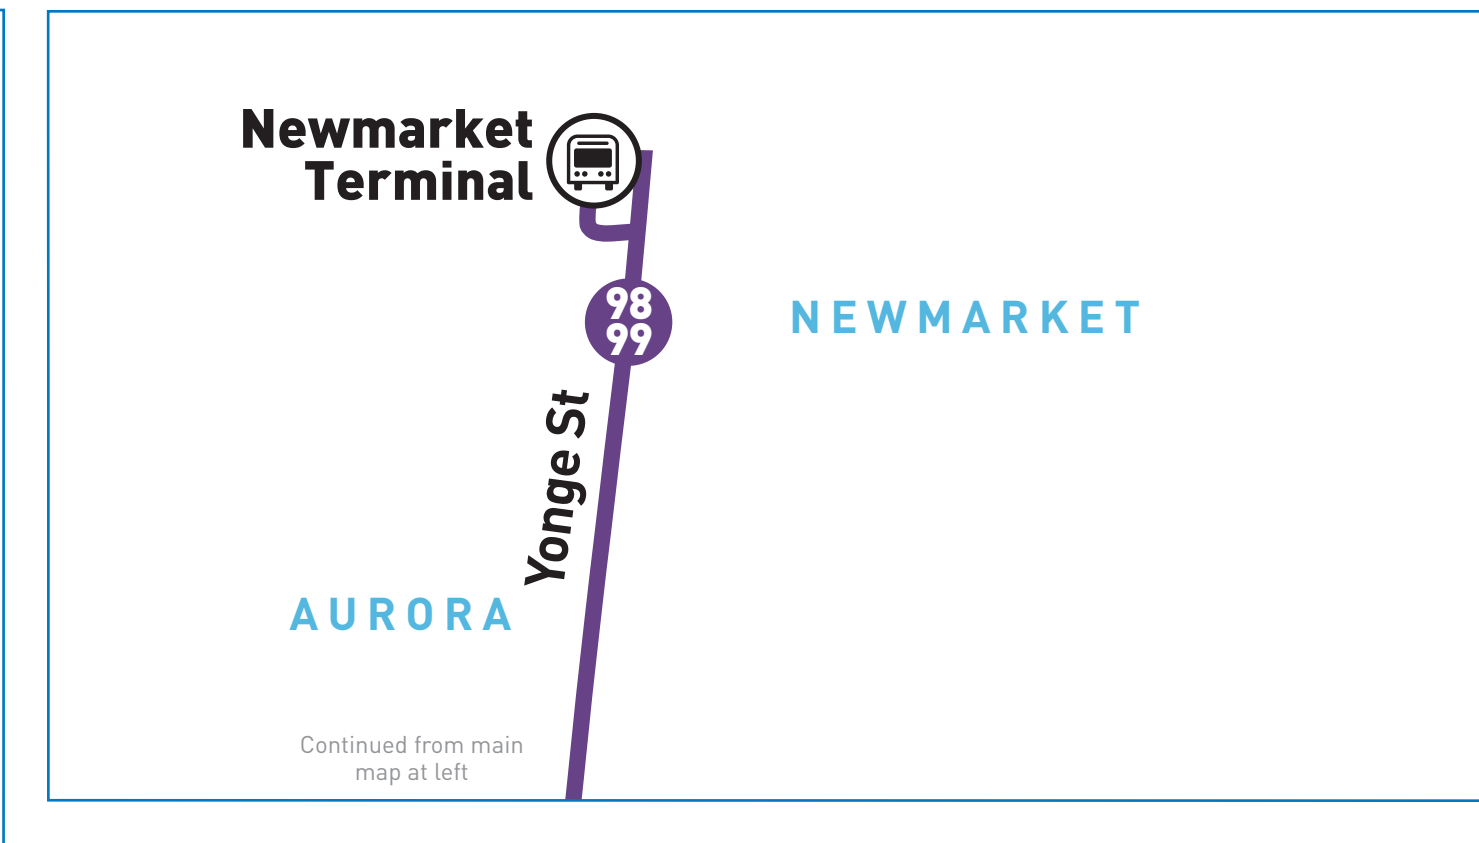 Newmarket
Terminal
98
99
NEWMARKET
Yonge St
AURORA
Continued from main
map at left